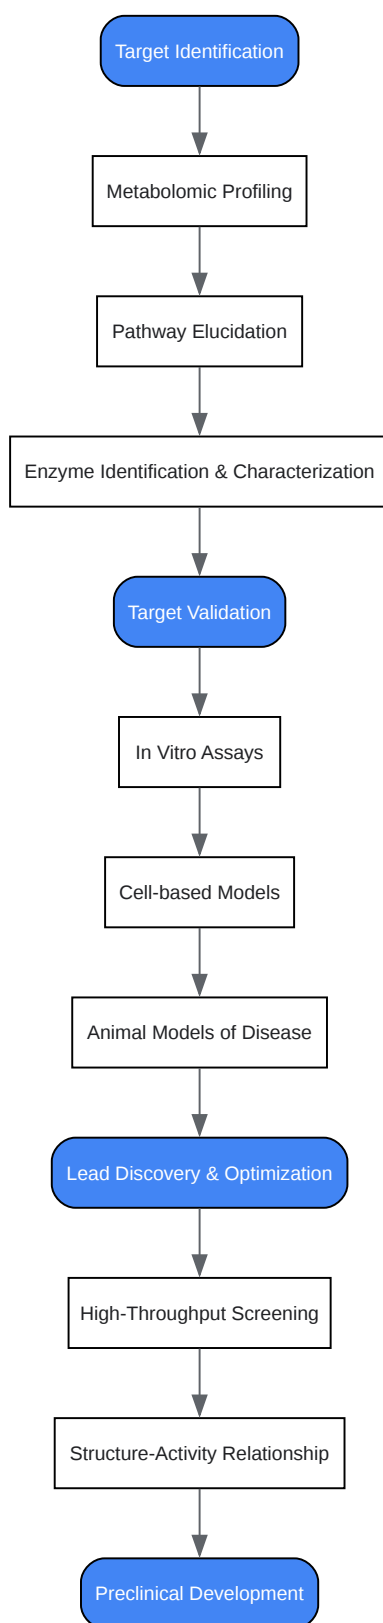 Target Identification
Metabolomic Profiling
Pathway Elucidation
Enzyme Identification & Characterization
Target Validation
In Vitro Assays
Cell-based Models
Animal Models of Disease
Lead Discovery & Optimization
High-Throughput Screening
Structure-Activity Relationship
Preclinical Development